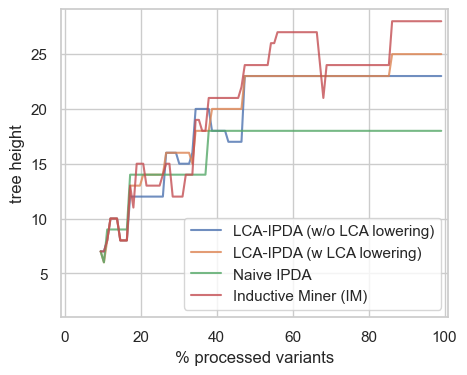 25
20
15
10
5
tree height
0
20
40
60
80
100
% processed variants
LCA-IPDA (w/o LCA lowering)
LCA-IPDA (w LCA lowering)
Naive IPDA
Inductive Miner (IM)